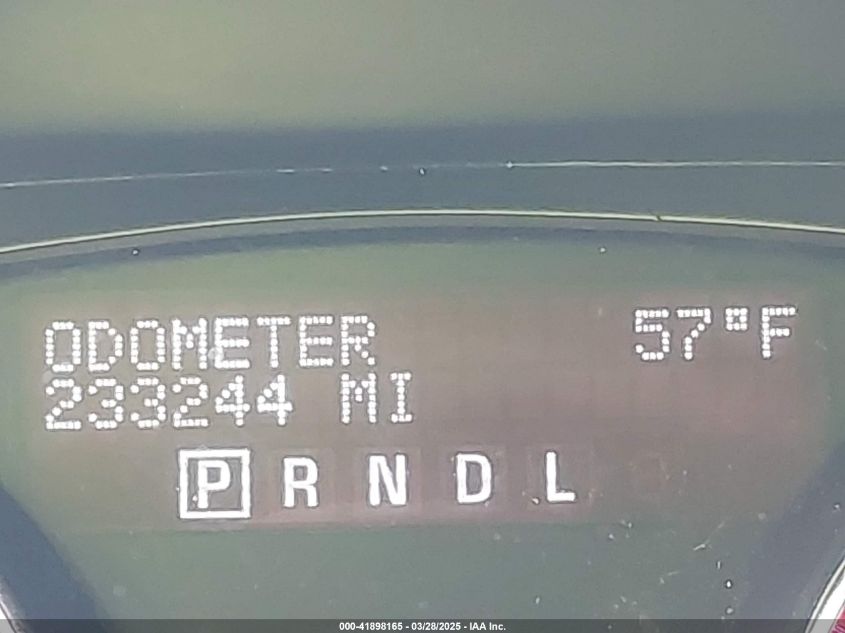 ODOMETER 57°F
233244 MI
P R N D L
000-41898165 - 03/28/2025 - IAA Inc.